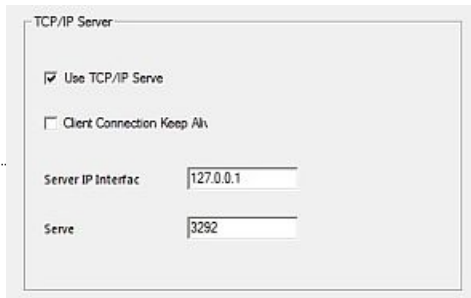 TCP/IP Server
Use TCP/IP Serve
Client Connection Keep Aliv
Server IP Interfac 127.0.0.1
Serve 3292